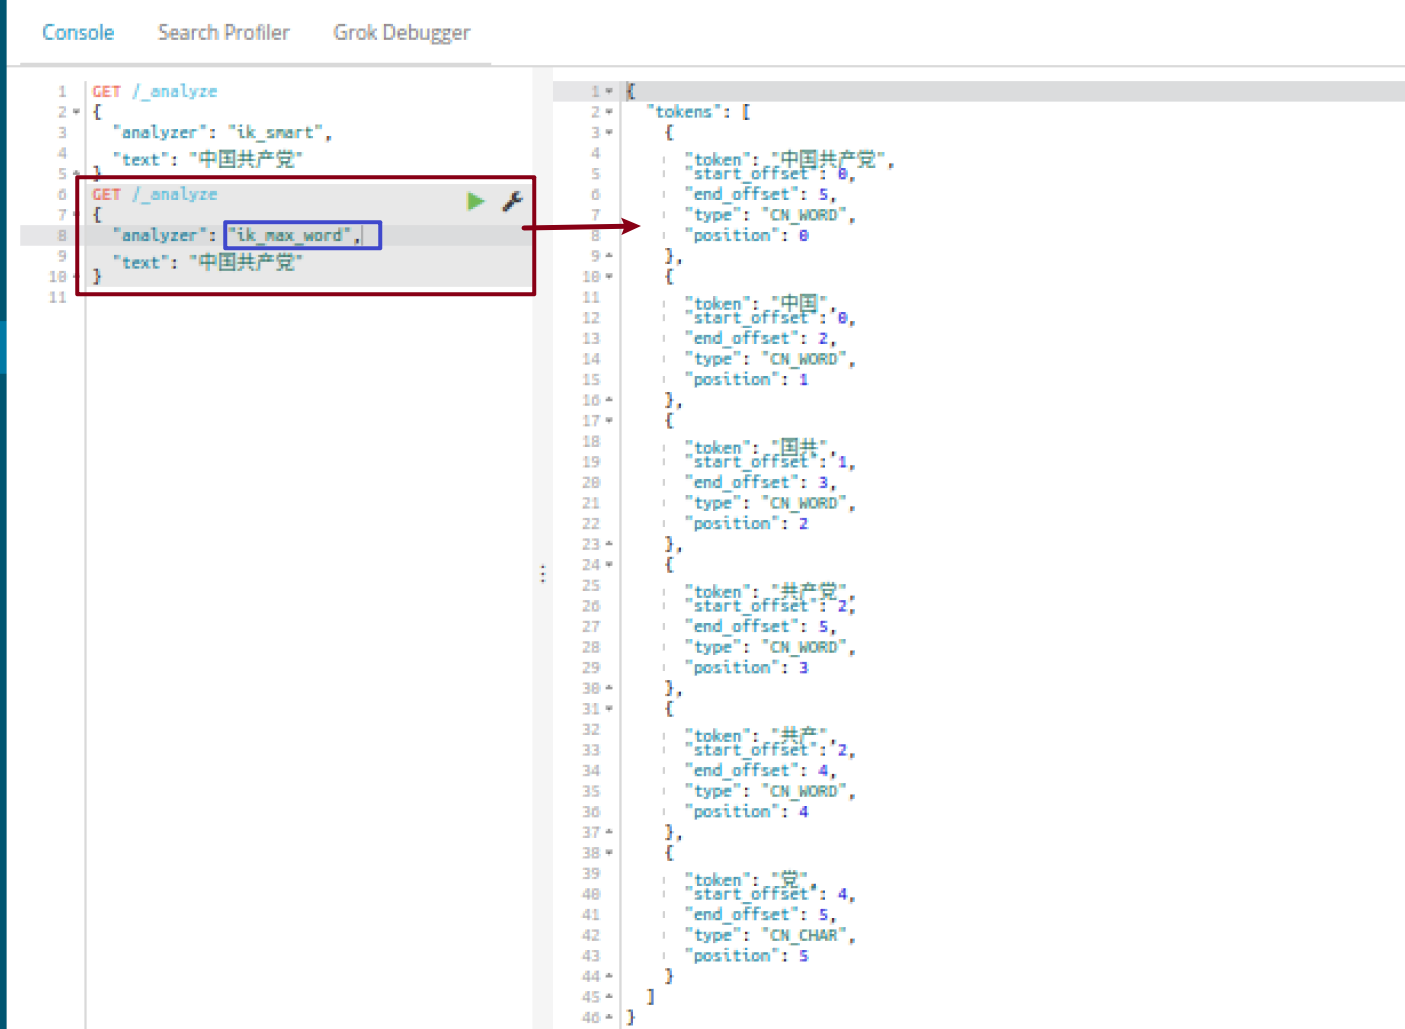 Console Search Profiler Grok Debugger
1 GET /_analyze
2 {
3 "analyzer": "ik_smart",
4 "text": "中国共产党"
5 }
6 GET /_analyze
7 {
8 "analyzer": "ik_max_word",
9 "text": "中国共产党"
10 }
11
1 {
2 "tokens": [
3 {
4 "token": "中国共产党",
5 "start_offset": 0,
6 "end_offset": 5,
7 "type": "CN_WORD",
8 "position": 0
9 },
10 {
11 "token": "中国",
12 "start_offset": 0,
13 "end_offset": 2,
14 "type": "CN_WORD",
15 "position": 1
16 },
17 {
18 "token": "国共",
19 "start_offset": 1,
20 "end_offset": 3,
21 "type": "CN_WORD",
22 "position": 2
23 },
24 {
25 "token": "共产党",
26 "start_offset": 2,
27 "end_offset": 5,
28 "type": "CN_WORD",
29 "position": 3
30 },
31 {
32 "token": "共产",
33 "start_offset": 2,
34 "end_offset": 4,
35 "type": "CN_WORD",
36 "position": 4
37 },
38 {
39 "token": "党",
40 "start_offset": 4,
41 "end_offset": 5,
42 "type": "CN_CHAR",
43 "position": 5
44 }
45 ]
46 }